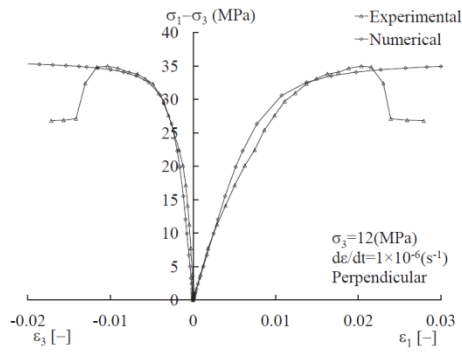 σ₁–σ₃ (MPa)
Experimental
Numerical
40
35
30
25
20
15
10
5
0
σ₃=12(MPa)
dε/dt=1×10⁻⁶(s⁻¹)
Perpendicular
-0.02 -0.01 0 0.01 0.02 0.03
ε₃ [–] ε₁ [–]